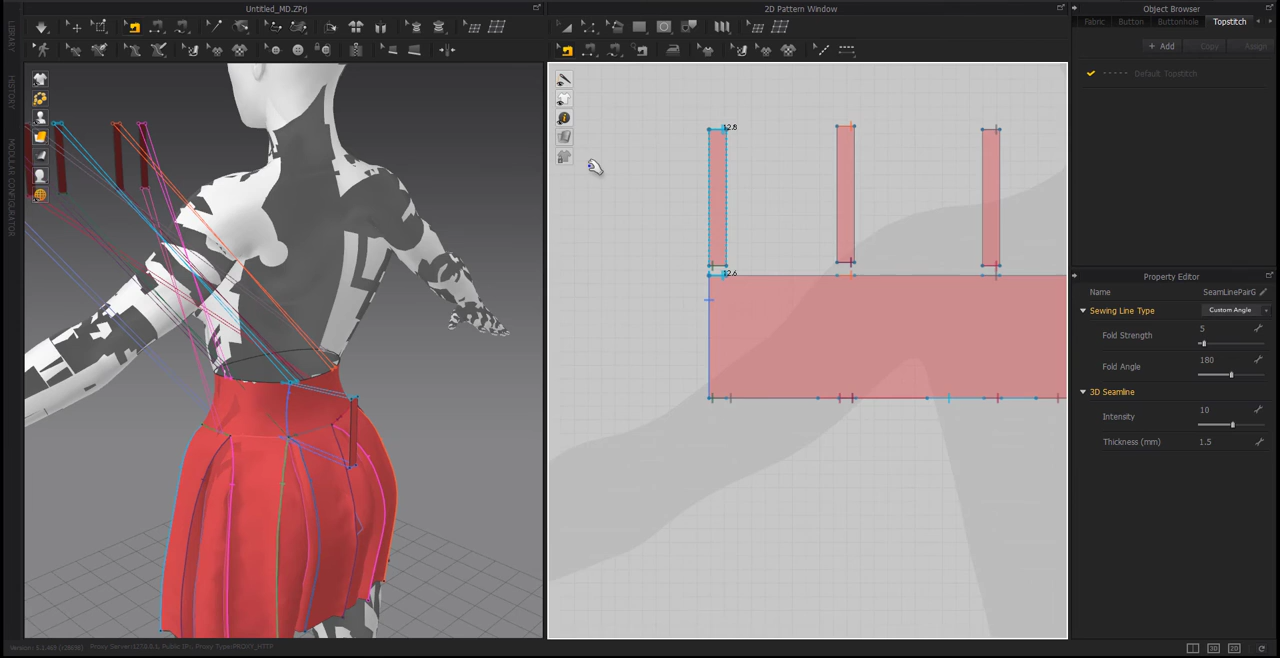 Untitled_MD.ZPrj
2D Pattern Window
Object Browser
LIBRARY
HISTORY
MODULAR CONFIGURATOR
Fabric
Button
Buttonhole
Topstitch
+ Add
Copy
Assign
Default Topstitch
12.8
12.6
Property Editor
Name
SeamLinePairG
Sewing Line Type
Custom Angle
Fold Strength
5
Fold Angle
180
3D Seamline
Intensity
10
Thickness (mm)
1.5
3D
2D